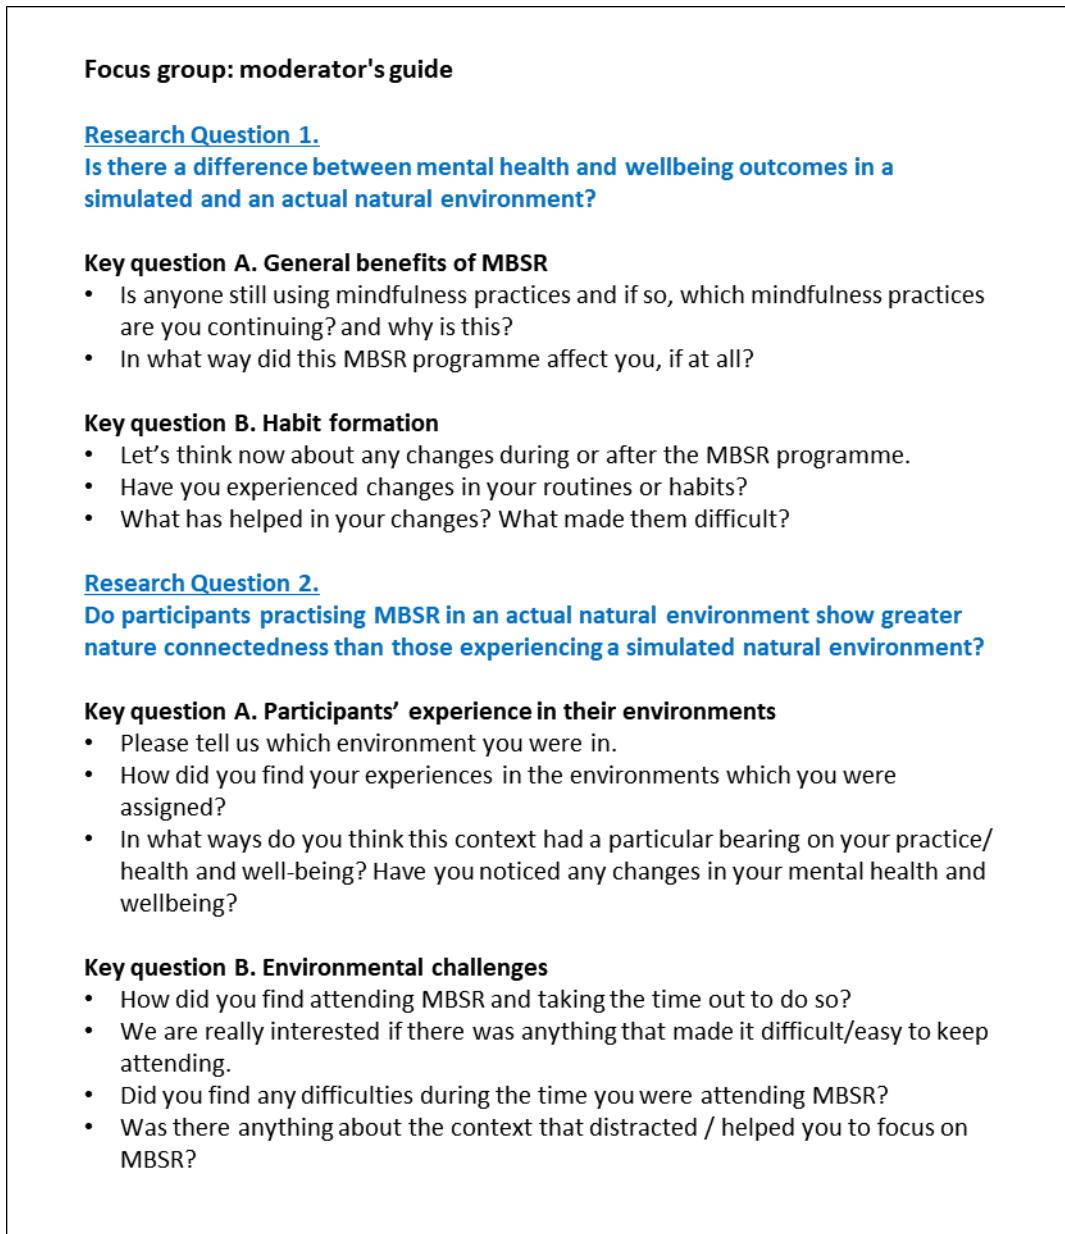 Focus group: moderator's guide
Research Question 1.
Is there a difference between mental health and wellbeing outcomes in a
simulated and an actual natural environment?
Key question A. General benefits of MBSR
• Is anyone still using mindfulness practices and if so, which mindfulness practices
are you continuing? and why is this?
• In what way did this MBSR programme affect you, if at all?
Key question B. Habit formation
• Let’s think now about any changes during or after the MBSR programme.
• Have you experienced changes in your routines or habits?
• What has helped in your changes? What made them difficult?
Research Question 2.
Do participants practising MBSR in an actual natural environment show greater
nature connectedness than those experiencing a simulated natural environment?
Key question A. Participants’ experience in their environments
• Please tell us which environment you were in.
• How did you find your experiences in the environments which you were
assigned?
• In what ways do you think this context had a particular bearing on your practice/
health and well-being? Have you noticed any changes in your mental health and
wellbeing?
Key question B. Environmental challenges
• How did you find attending MBSR and taking the time out to do so?
• We are really interested if there was anything that made it difficult/easy to keep
attending.
• Did you find any difficulties during the time you were attending MBSR?
• Was there anything about the context that distracted / helped you to focus on
MBSR?